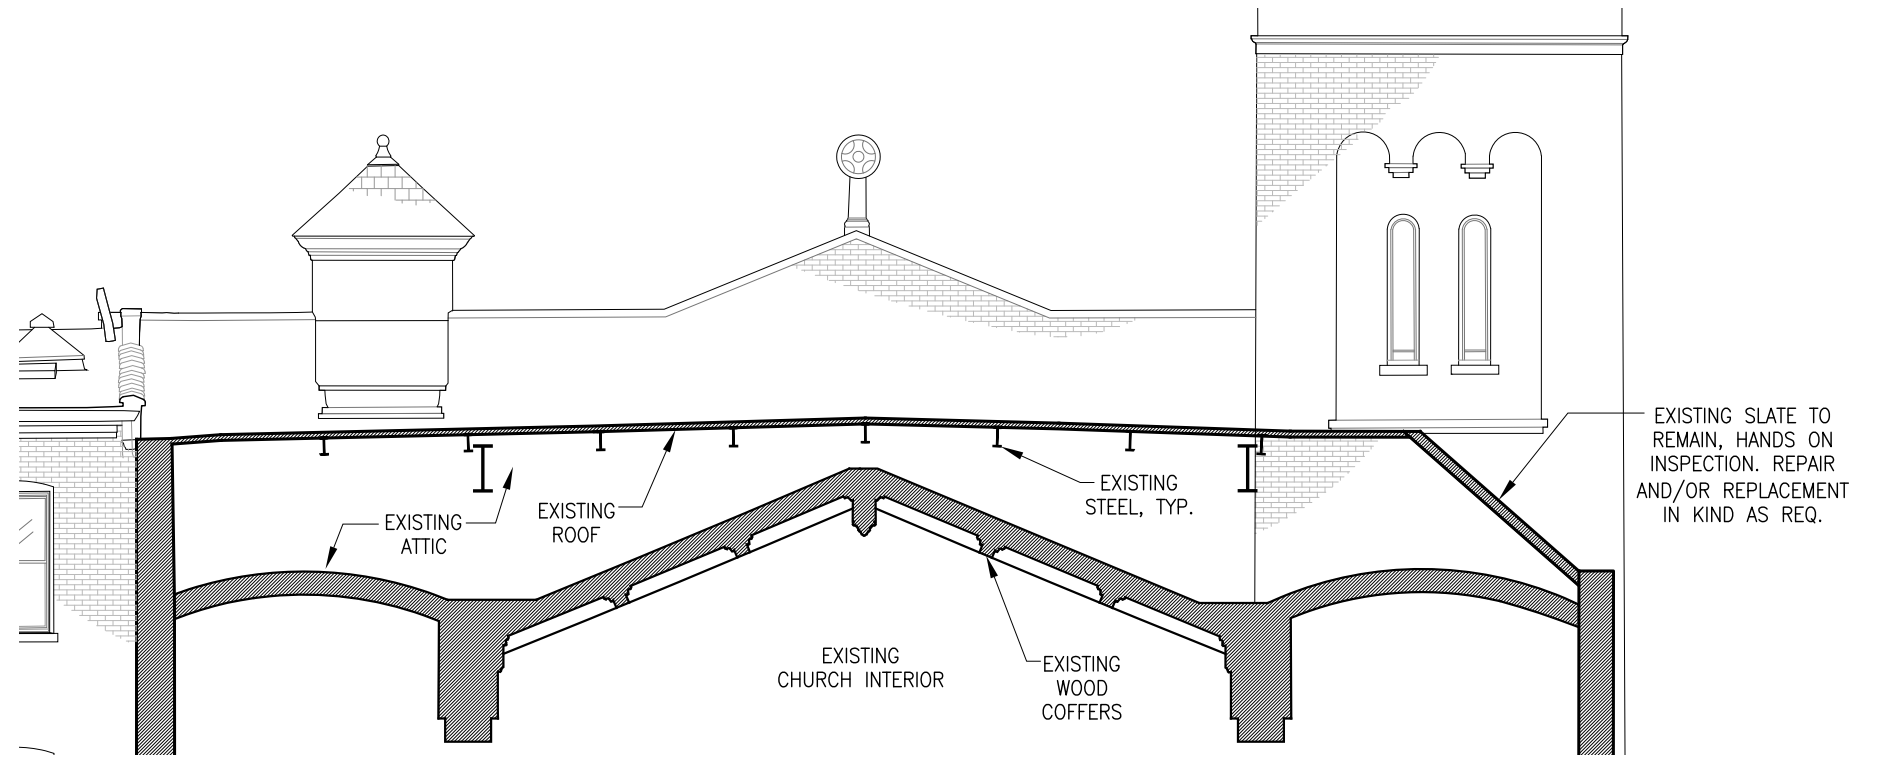 EXISTING SLATE TO
REMAIN, HANDS ON
INSPECTION. REPAIR
AND/OR REPLACEMENT
IN KIND AS REQ.
EXISTING
STEEL, TYP.
EXISTING
ROOF
EXISTING
ATTIC
EXISTING
CHURCH INTERIOR
EXISTING
WOOD
COFFERS